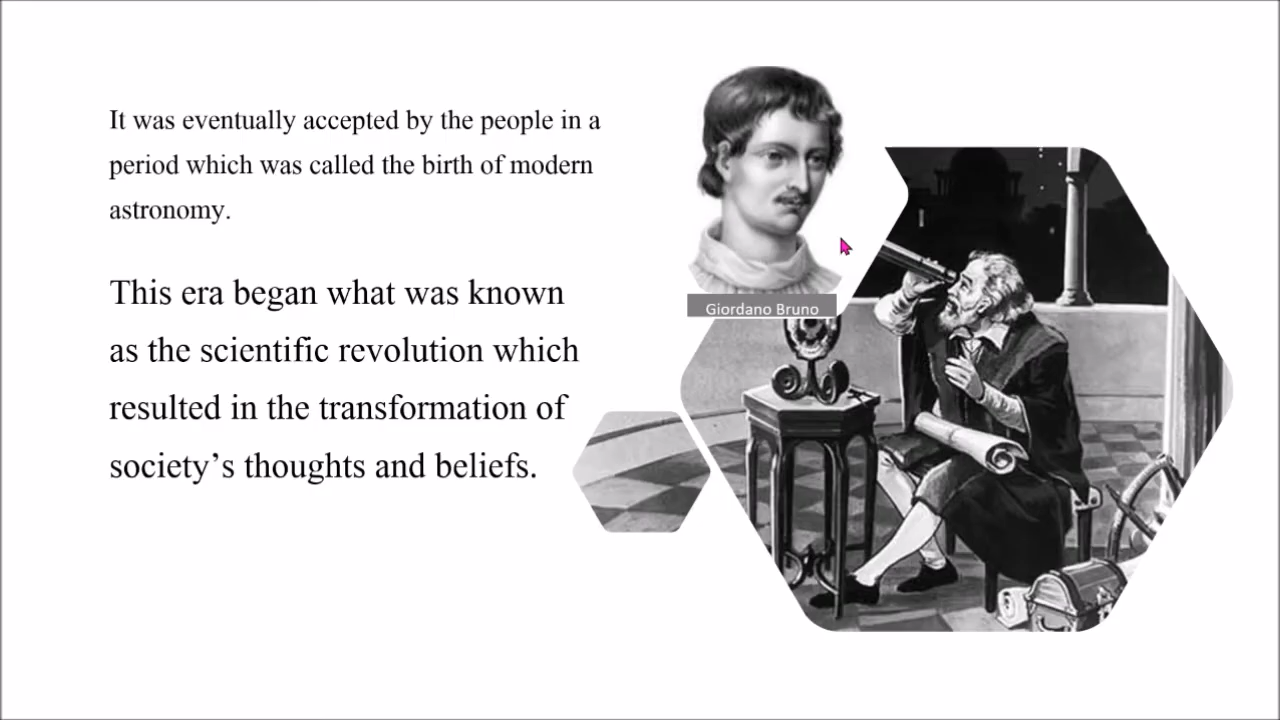 It was eventually accepted by the people in a
period which was called the birth of modern
astronomy.
This era began what was known
as the scientific revolution which
resulted in the transformation of
society’s thoughts and beliefs.
Giordano Bruno